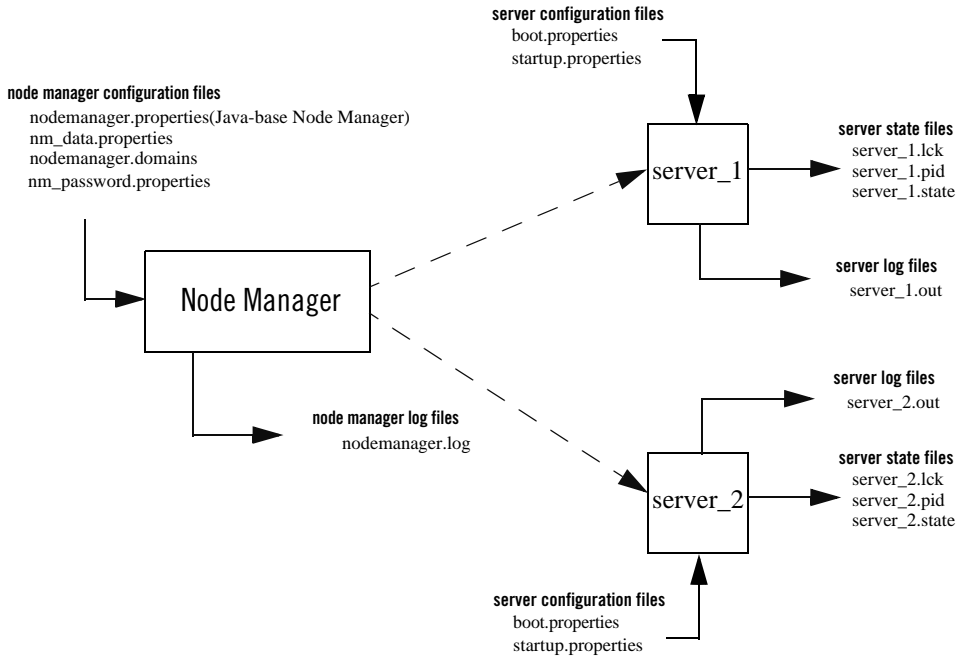 server configuration files
boot.properties
startup.properties
node manager configuration files
nodemanager.properties(Java-base Node Manager)
nm_data.properties
nodemanager.domains
nm_password.properties
server_1
server state files
server_1.lck
server_1.pid
server_1.state
server log files
server_1.out
Node Manager
node manager log files
nodemanager.log
server log files
server_2.out
server_2
server state files
server_2.lck
server_2.pid
server_2.state
server configuration files
boot.properties
startup.properties